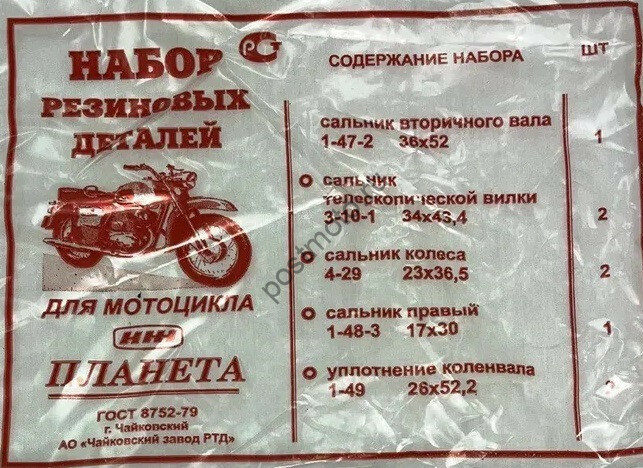 НАБОР
РЕЗИНОВЫХ
ДЕТАЛЕЙ
РСТ
ДЛЯ МОТОЦИКЛА
ИЖ
ПЛАНЕТА
ГОСТ 8752-79
г. Чайковский
АО «Чайковский завод РТД»
СОДЕРЖАНИЕ НАБОРА ШТ
сальник вторичного вала
1-47-2 36х52 1
сальник
телескопической вилки
3-10-1 34х43,4 2
сальник колеса
4-29 23х36,5 2
сальник правый
1-48-3 17х30 1
уплотнение коленвала
1-49 26х52,2
postmo